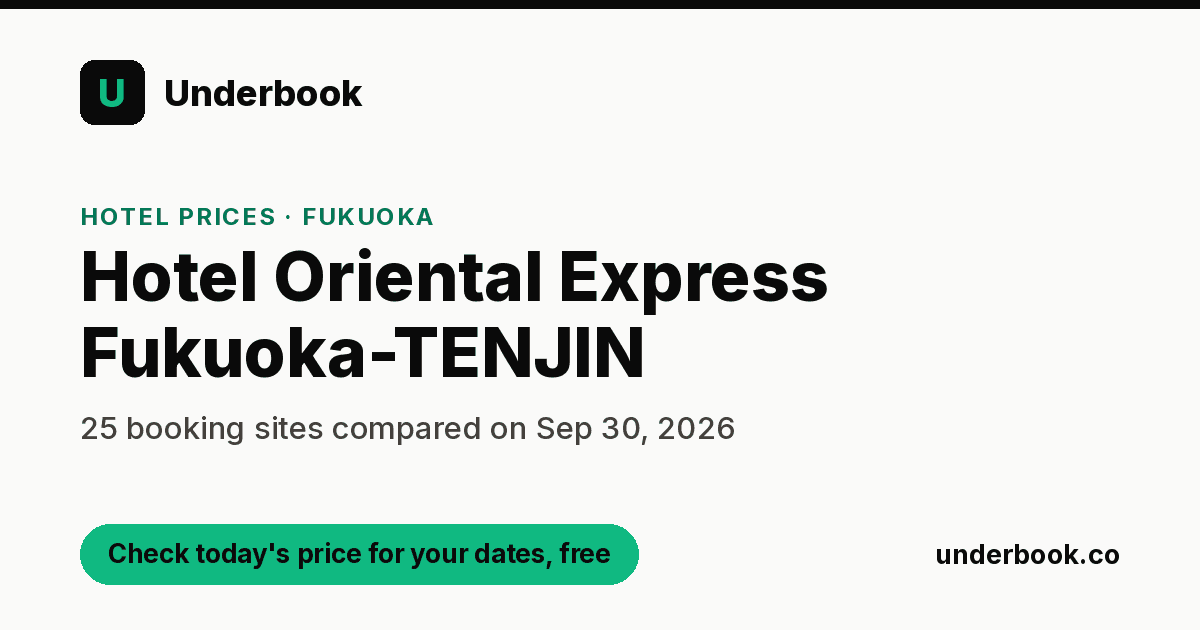 U Underbook
HOTEL PRICES · FUKUOKA
Hotel Oriental Express
Fukuoka-TENJIN
25 booking sites compared on Sep 30, 2026
Check today's price for your dates, free
underbook.co